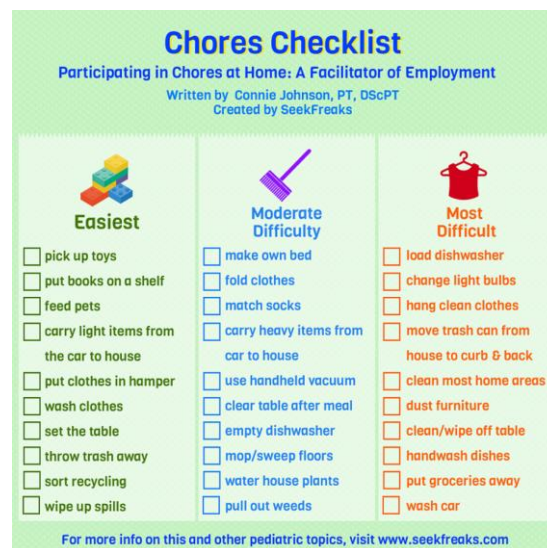 Chores Checklist
Participating in Chores at Home: A Facilitator of Employment
Written by Connie Johnson, PT, DScPT
Created by SeekFreaks
Easiest
pick up toys
put books on a shelf
feed pets
carry light items from
the car to house
put clothes in hamper
wash clothes
set the table
throw trash away
sort recycling
wipe up spills
Moderate
Difficulty
make own bed
fold clothes
match socks
carry heavy items from
car to house
use handheld vacuum
clear table after meal
empty dishwasher
mop/sweep floors
water house plants
pull out weeds
Most
Difficult
load dishwasher
change light bulbs
hang clean clothes
move trash can from
house to curb & back
clean most home areas
dust furniture
clean/wipe off table
handwash dishes
put groceries away
wash car
For more info on this and other pediatric topics, visit www.seekfreaks.com